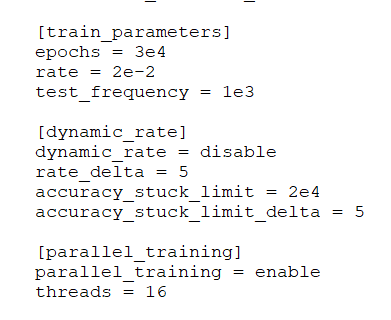 [train_parameters]
epochs = 3e4
rate = 2e-2
test_frequency = 1e3
[dynamic_rate]
dynamic_rate = disable
rate_delta = 5
accuracy_stuck_limit = 2e4
accuracy_stuck_limit_delta = 5
[parallel_training]
parallel_training = enable
threads = 16